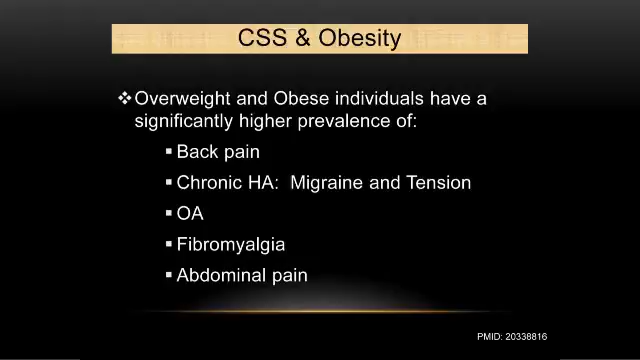 CSS & Obesity
❖Overweight and Obese individuals have a
significantly higher prevalence of:
▪Back pain
▪Chronic HA: Migraine and Tension
▪OA
▪Fibromyalgia
▪Abdominal pain
PMID: 20338816